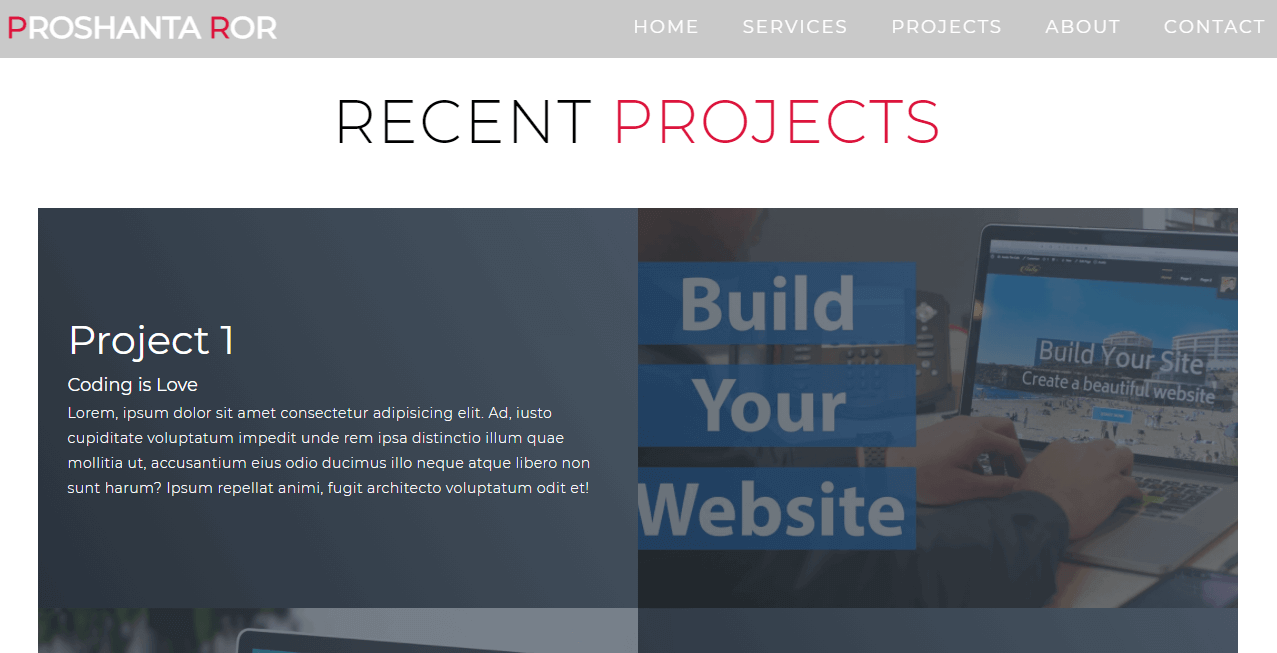 PROSHANTA ROR
HOME SERVICES PROJECTS ABOUT CONTACT
RECENT PROJECTS
Project 1
Coding is Love
Lorem, ipsum dolor sit amet consectetur adipisicing elit. Ad, iusto
cupiditate voluptatum impedit unde rem ipsa distinctio illum quae
mollitia ut, accusantium eius odio ducimus illo neque atque libero non
sunt harum? Ipsum repellat animi, fugit architecto voluptatum odit et!
Build
Your
Website
Build Your Site
Create a beautiful website